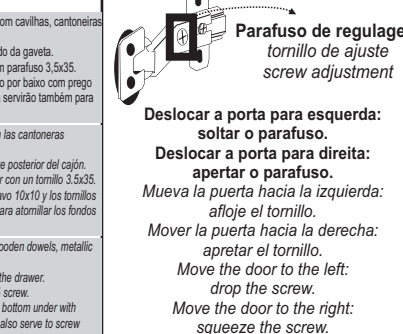 om cavilhas, cantoneiras
do da gaveta.
m parafuso 3,5x35.
o por baixo com prego
servirão também para
las cantoneras
e posterior del cajón.
r con un tornillo 3.5x35.
avo 10x10 y los tornillos
ara atornillar los fondos
ooden dowels, metallic
the drawer.
screw.
bottom under with
also serve to screw
Parafuso de regulage
tornillo de ajuste
screw adjustment
Deslocar a porta para esquerda:
soltar o parafuso.
Deslocar a porta para direita:
apertar o parafuso.
Mueva la puerta hacia la izquierda:
afloje el tornillo.
Mover la puerta hacia la derecha:
apretar el tornillo.
Move the door to the left:
drop the screw.
Move the door to the right:
squeeze the screw.